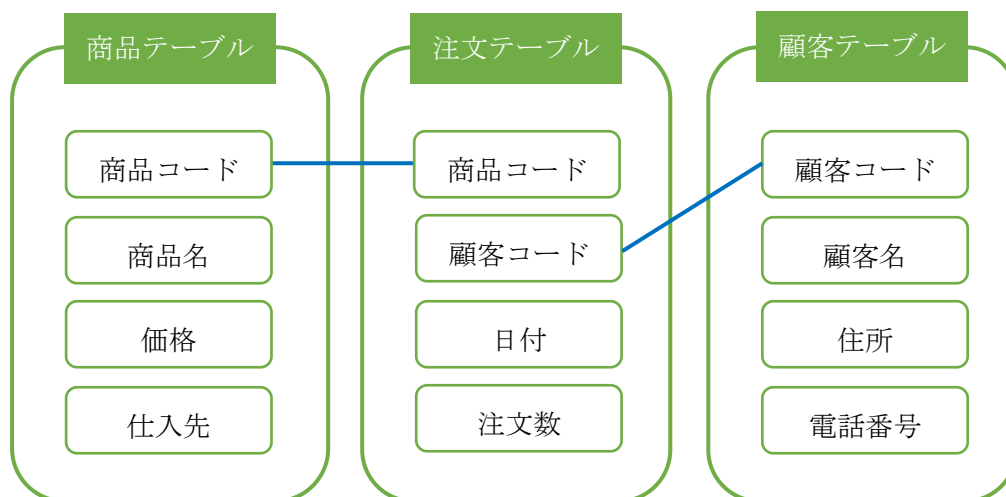 商品テーブル
商品コード
商品名
価格
仕入先
注文テーブル
商品コード
顧客コード
日付
注文数
顧客テーブル
顧客コード
顧客名
住所
電話番号